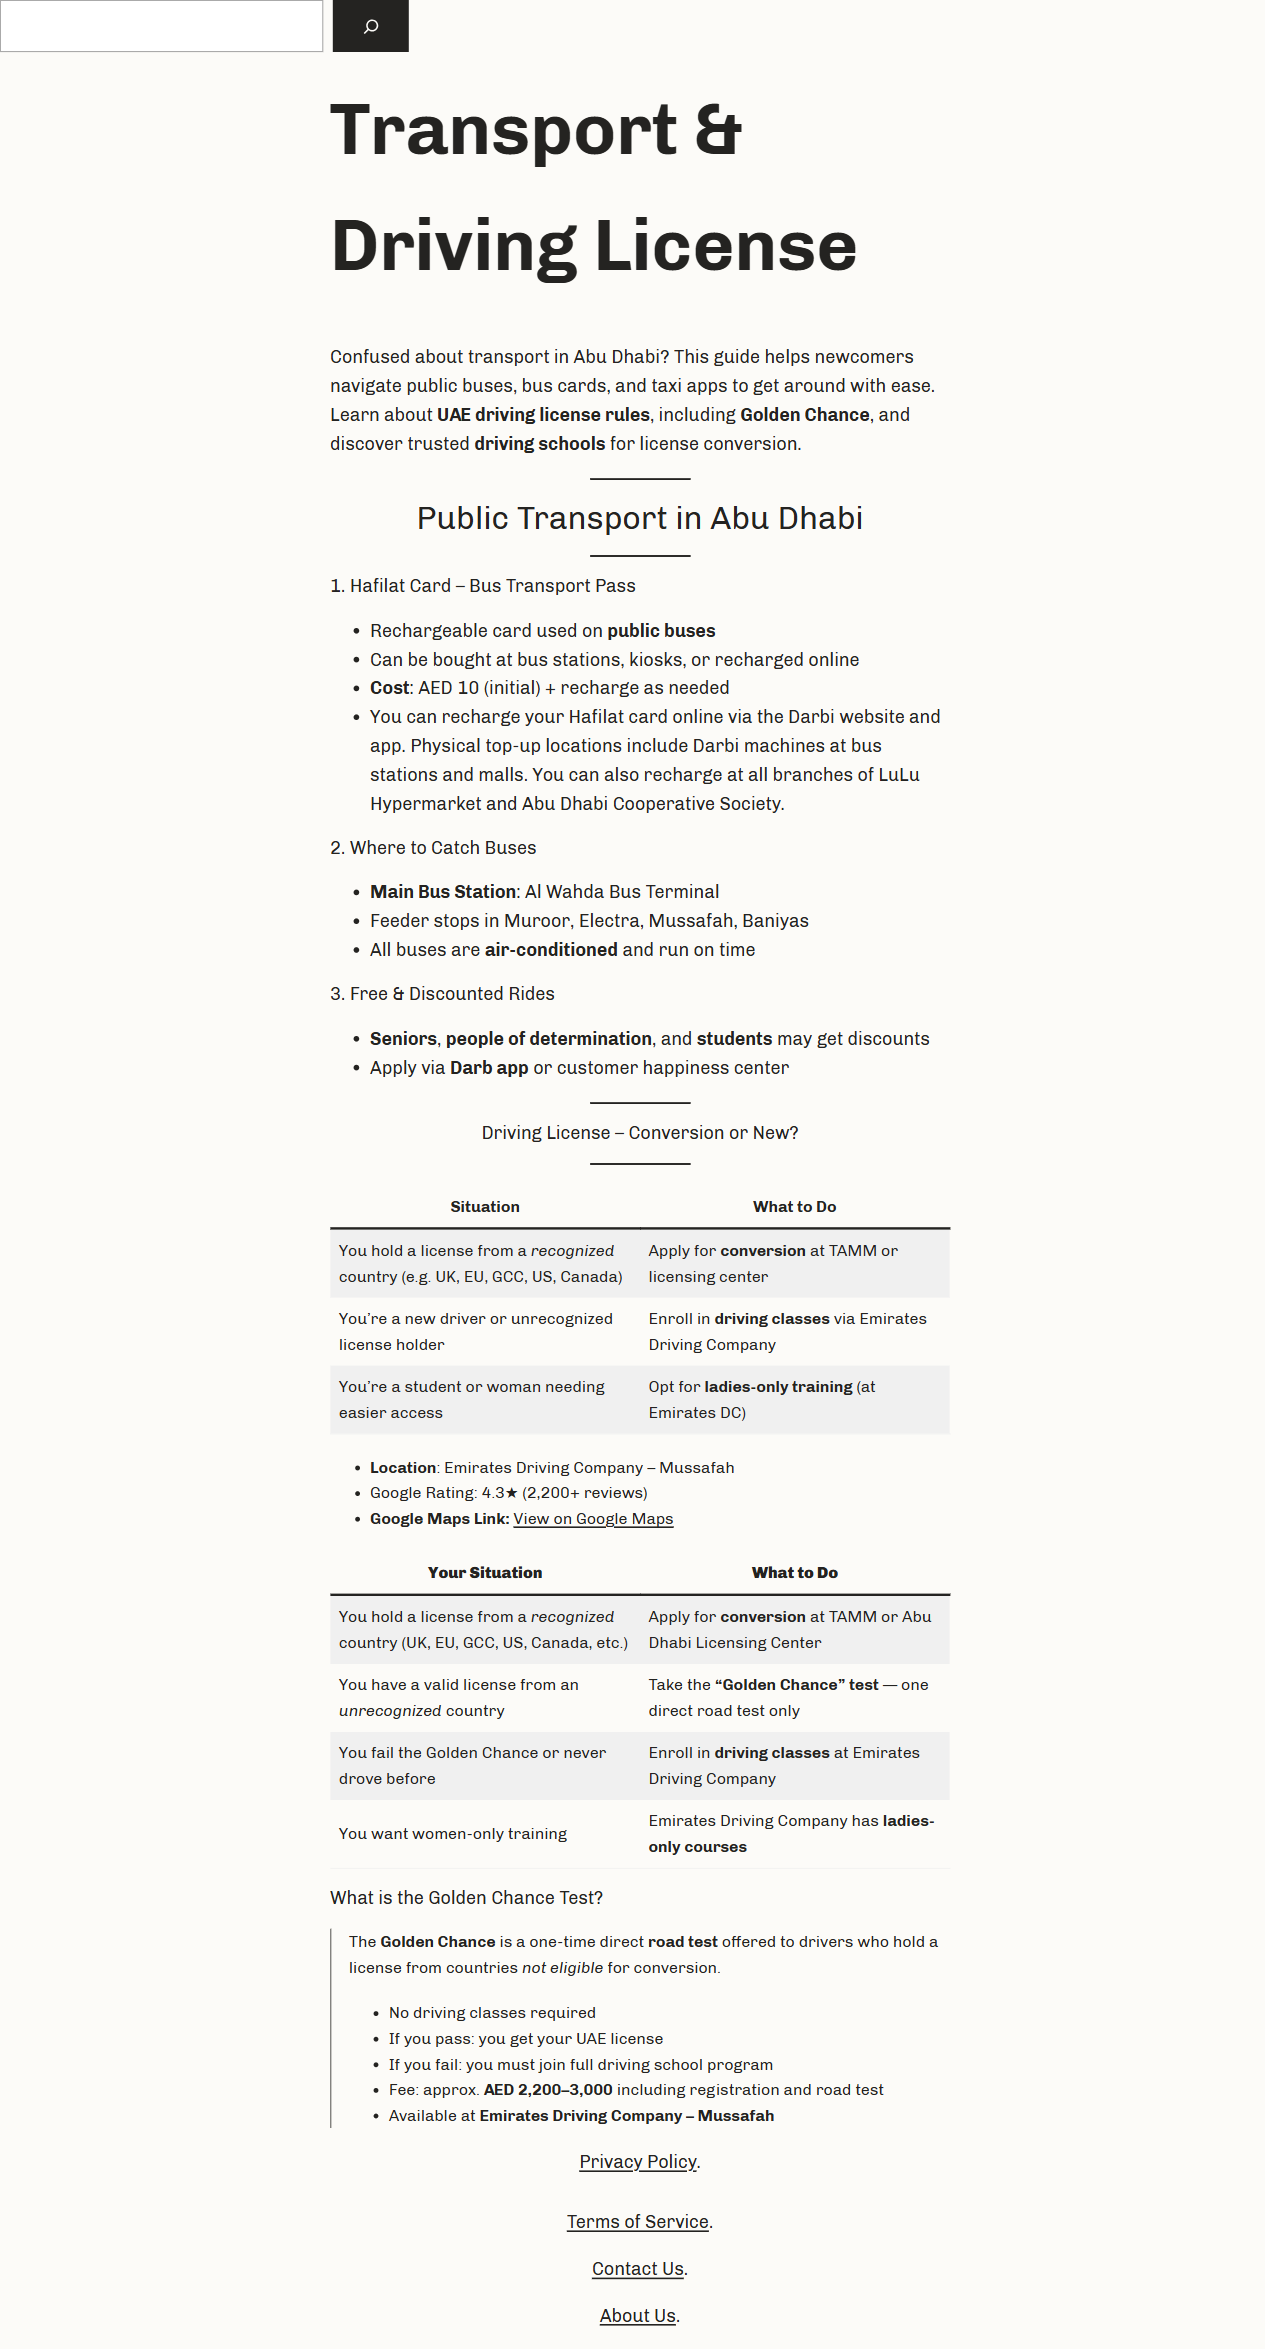 Transport &
Driving License
Confused about transport in Abu Dhabi? This guide helps newcomers
navigate public buses, bus cards, and taxi apps to get around with ease.
Learn about UAE driving license rules, including Golden Chance, and
discover trusted driving schools for license conversion.
Public Transport in Abu Dhabi
1. Hafilat Card – Bus Transport Pass
• Rechargeable card used on public buses
• Can be bought at bus stations, kiosks, or recharged online
• Cost: AED 10 (initial) + recharge as needed
• You can recharge your Hafilat card online via the Darbi website and
app. Physical top-up locations include Darbi machines at bus
stations and malls. You can also recharge at all branches of LuLu
Hypermarket and Abu Dhabi Cooperative Society.
2. Where to Catch Buses
• Main Bus Station: Al Wahda Bus Terminal
• Feeder stops in Muroor, Electra, Mussafah, Baniyas
• All buses are air-conditioned and run on time
3. Free & Discounted Rides
• Seniors, people of determination, and students may get discounts
• Apply via Darb app or customer happiness center
Driving License – Conversion or New?
Situation What to Do
You hold a license from a recognized Apply for conversion at TAMM or
country (e.g. UK, EU, GCC, US, Canada) licensing center
You’re a new driver or unrecognized Enroll in driving classes via Emirates
license holder Driving Company
You’re a student or woman needing Opt for ladies-only training (at
easier access Emirates DC)
• Location: Emirates Driving Company – Mussafah
• Google Rating: 4.3★ (2,200+ reviews)
• Google Maps Link: View on Google Maps
Your Situation What to Do
You hold a license from a recognized Apply for conversion at TAMM or Abu
country (UK, EU, GCC, US, Canada, etc.) Dhabi Licensing Center
You have a valid license from an Take the “Golden Chance” test — one
unrecognized country direct road test only
You fail the Golden Chance or never Enroll in driving classes at Emirates
drove before Driving Company
You want women-only training Emirates Driving Company has ladies-
only courses
What is the Golden Chance Test?
The Golden Chance is a one-time direct road test offered to drivers who hold a
license from countries not eligible for conversion.
• No driving classes required
• If you pass: you get your UAE license
• If you fail: you must join full driving school program
• Fee: approx. AED 2,200–3,000 including registration and road test
• Available at Emirates Driving Company – Mussafah
Privacy Policy.
Terms of Service.
Contact Us.
About Us.